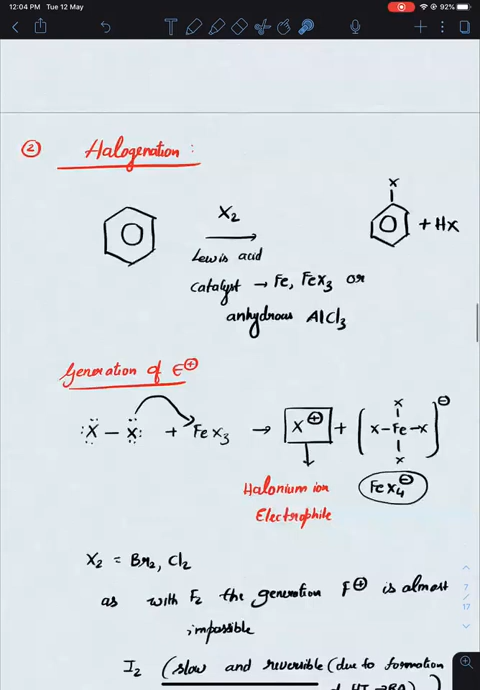 12:04 PM Tue 12 May
92%
② Halogenation :
X
X2
+ HX
Lewis acid
catalyst → Fe, FeX3 or
anhydrous AlCl3
Generation of E⊕
:X – X: + FeX3 → X⊕ + (X–Fe–X)⊖
X
X
Halonium ion
FeX4⊖
Electrophile
X2 = Br2, Cl2
as with F2 the generation F⊕ is almost
impossible
7
/
17
I2 (slow and reversible (due to formation